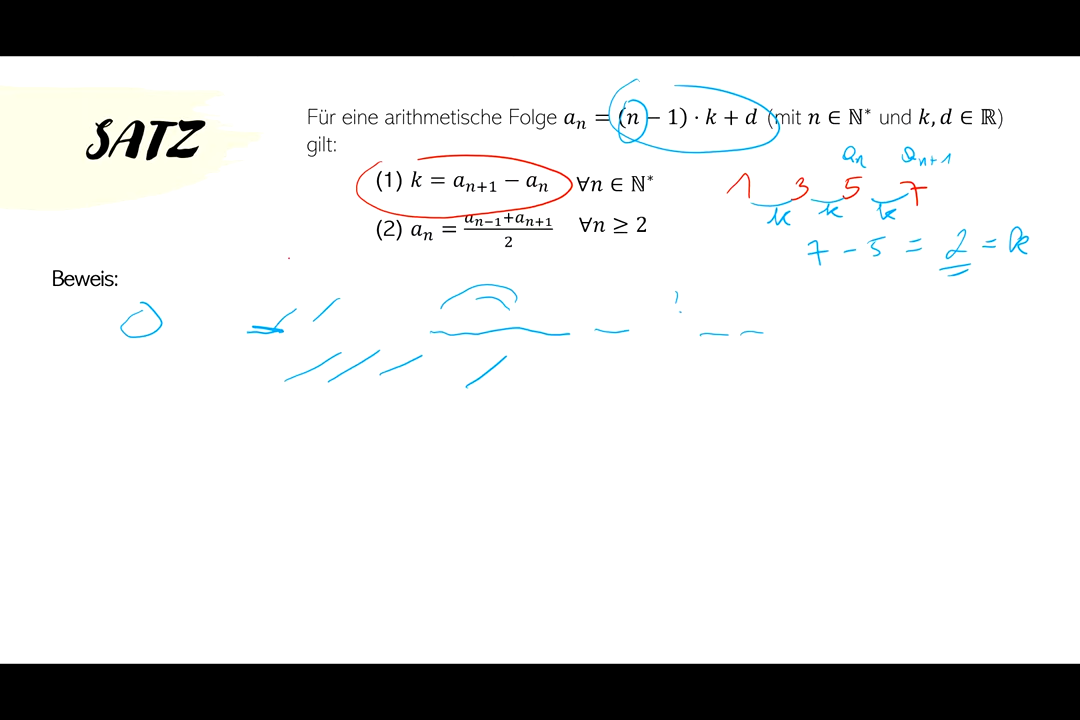 SATZ
Für eine arithmetische Folge aₙ = (n − 1) · k + d (mit n ∈ ℕ* und k, d ∈ ℝ)
gilt:
(1) k = aₙ₊₁ − aₙ ∀n ∈ ℕ*
(2) aₙ = (aₙ₋₁+aₙ₊₁)/2 ∀n ≥ 2
aₙ aₙ₊₁
1 3 5 7
k k k
7 − 5 = 2 = k
Beweis: